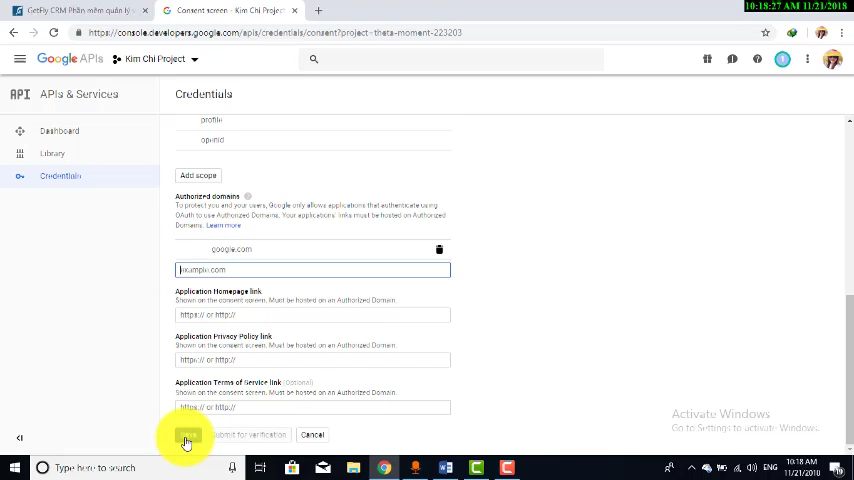 GetFly CRM Phần mềm quản lý
Consent screen - Kim Chi Project
10:18:27 AM 11/21/2018
https://console.developers.google.com/apis/credentials/consent?project=theta-moment-223203
Google APIs
Kim Chi Project
1
API APIs & Services
Credentials
Dashboard
Library
Credentials
profile
openid
Add scope
Authorized domains
To protect you and your users, Google only allows applications that authenticate using
OAuth to use Authorized Domains. Your applications' links must be hosted on Authorized
Domains. Learn more
google.com
example.com
Application Homepage link
Shown on the consent screen. Must be hosted on an Authorized Domain.
https:// or http://
Application Privacy Policy link
Shown on the consent screen. Must be hosted on an Authorized Domain.
https:// or http://
Application Terms of Service link (Optional)
Shown on the consent screen. Must be hosted on an Authorized Domain.
https:// or http://
Save
Submit for verification
Cancel
Activate Windows
Go to Settings to activate Windows.
Type here to search
ENG
10:18 AM
11/21/2018